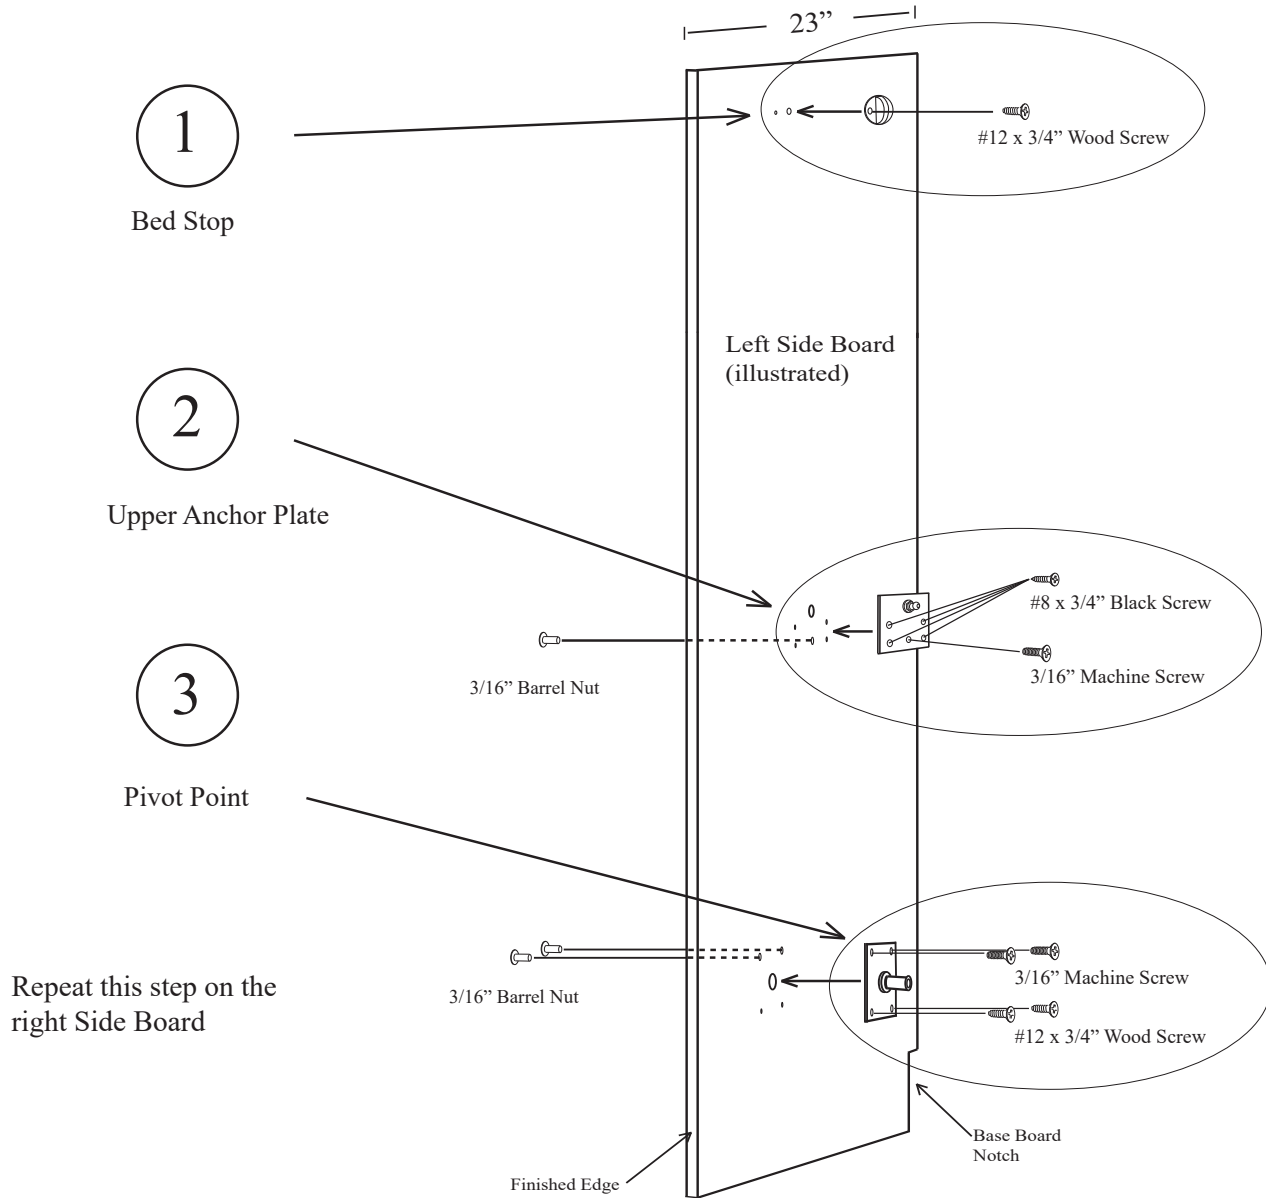 23”
1
#12 x 3/4” Wood Screw
Bed Stop
Left Side Board
(illustrated)
2
Upper Anchor Plate
#8 x 3/4” Black Screw
3/16” Machine Screw
3/16” Barrel Nut
3
Pivot Point
3/16” Machine Screw
3/16” Barrel Nut
#12 x 3/4” Wood Screw
Repeat this step on the
right Side Board
Base Board
Notch
Finished Edge